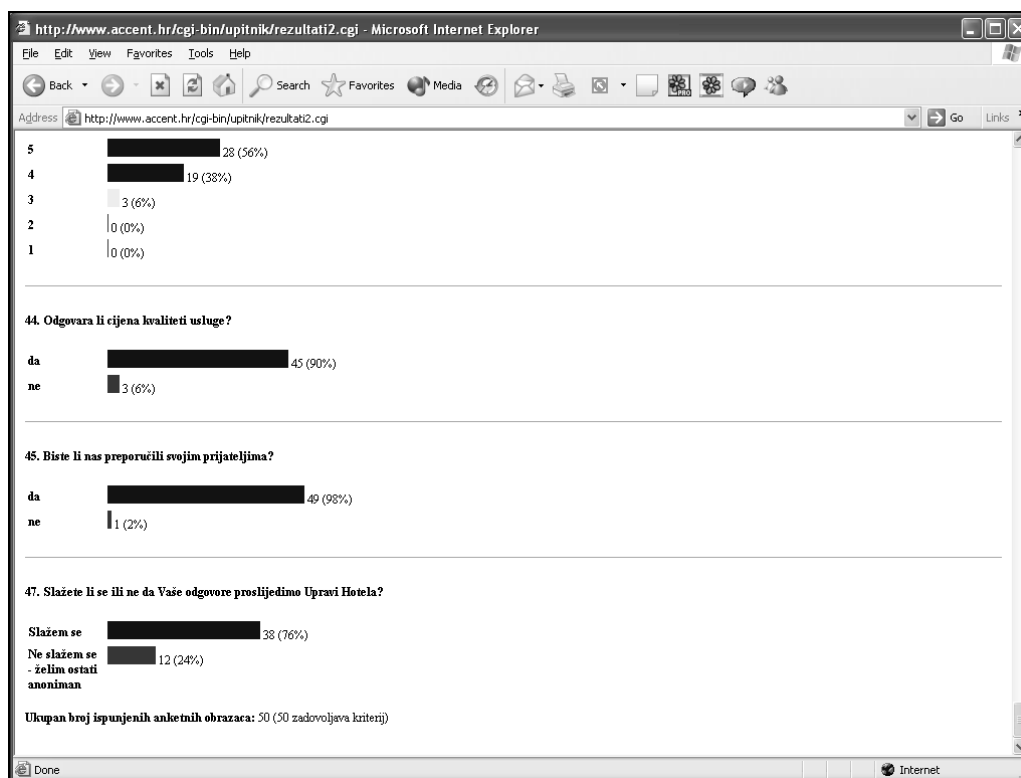 http://www.accent.hr/cgi-bin/upitnik/rezultati2.cgi - Microsoft Internet Explorer
File Edit View Favorites Tools Help
Back Search Favorites Media PRO
Address http://www.accent.hr/cgi-bin/upitnik/rezultati2.cgi Go Links
5 28 (56%)
4 19 (38%)
3 3 (6%)
2 0 (0%)
1 0 (0%)
44. Odgovara li cijena kvaliteti usluge?
da 45 (90%)
ne 3 (6%)
45. Biste li nas preporučili svojim prijateljima?
da 49 (98%)
ne 1 (2%)
47. Slažete li se ili ne da Vaše odgovore proslijedimo Upravi Hotela?
Slažem se 38 (76%)
Ne slažem se 12 (24%)
- želim ostati
anoniman
Ukupan broj ispunjenih anketnih obrazaca: 50 (50 zadovoljava kriterij)
Done Internet